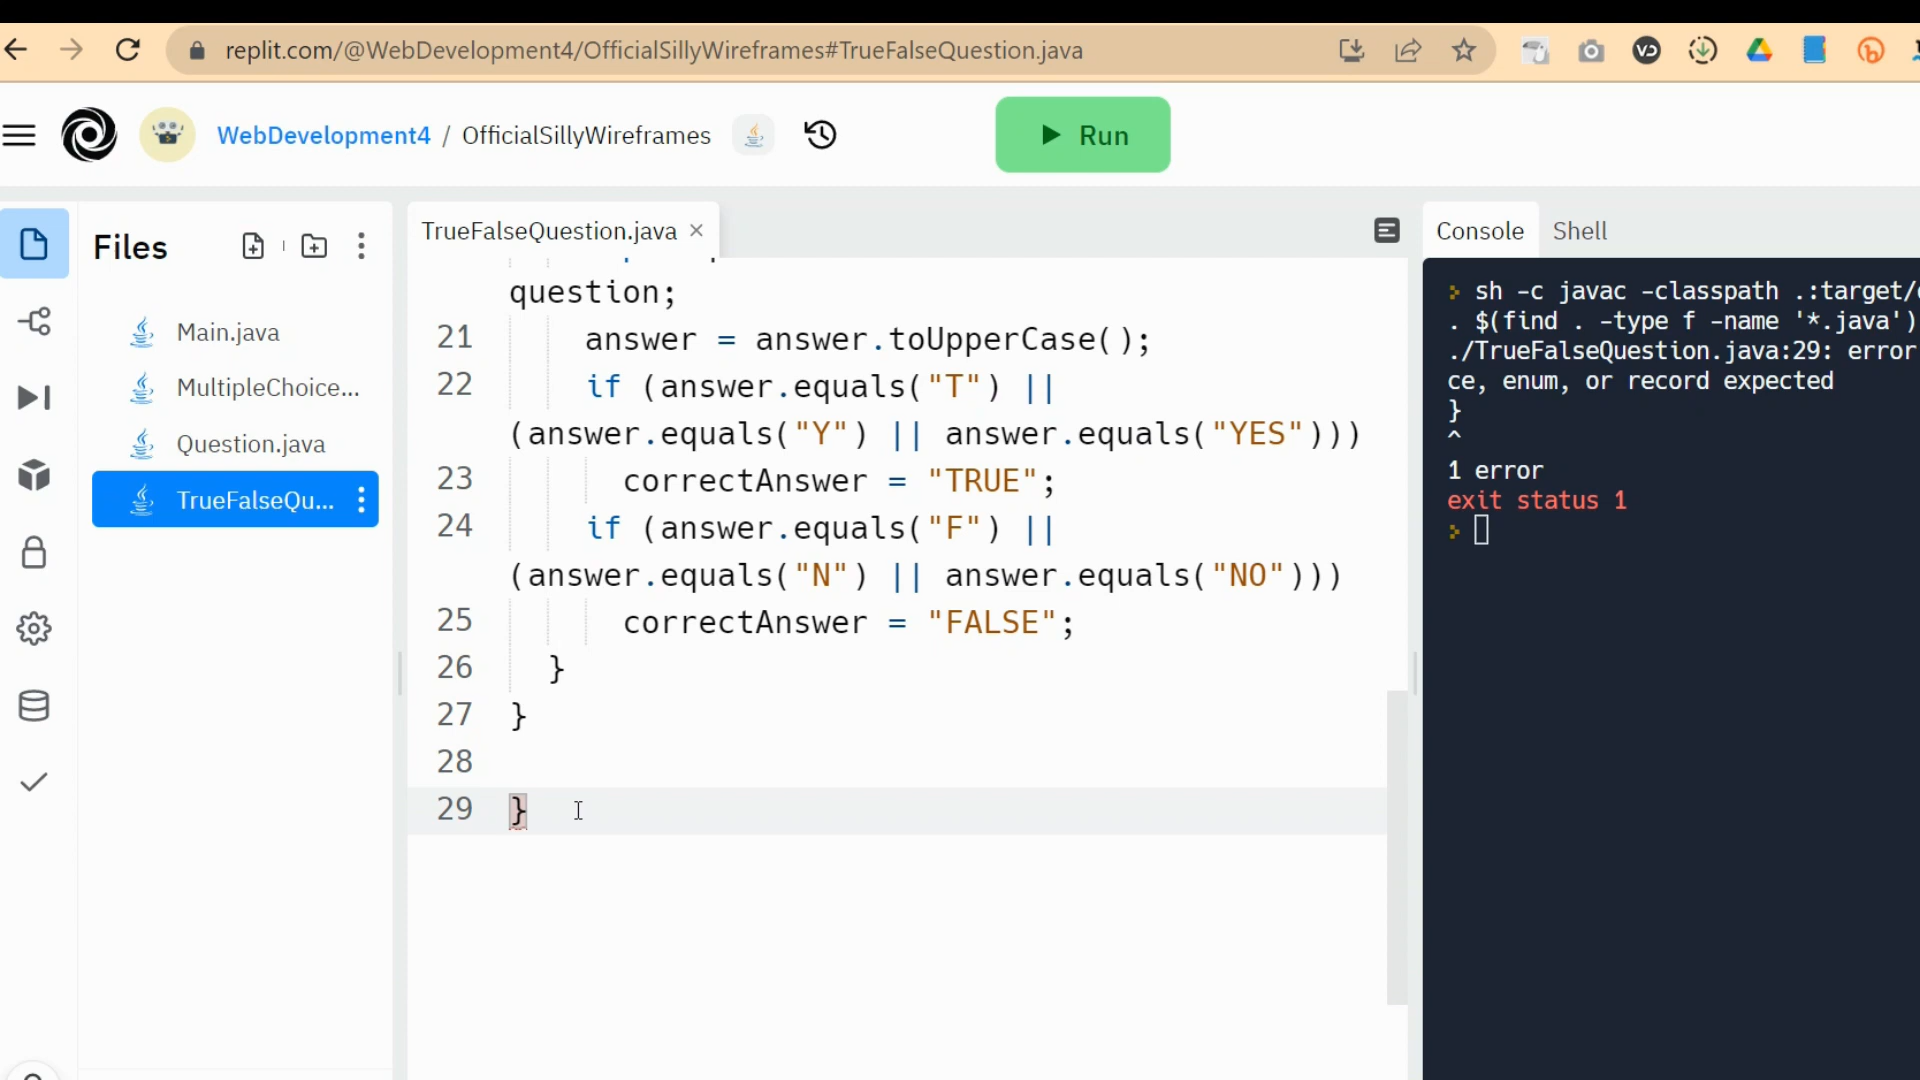 replit.com/@WebDevelopment4/OfficialSillyWireframes#TrueFalseQuestion.java
WebDevelopment4 / OfficialSillyWireframes
Run
Files
Main.java
MultipleChoice...
Question.java
TrueFalseQu...
TrueFalseQuestion.java ×
question;
21 answer = answer.toUpperCase();
22 if (answer.equals("T") ||
(answer.equals("Y") || answer.equals("YES")))
23 correctAnswer = "TRUE";
24 if (answer.equals("F") ||
(answer.equals("N") || answer.equals("NO")))
25 correctAnswer = "FALSE";
26 }
27 }
28
29 }
Console Shell
sh -c javac -classpath .:target/
. $(find . -type f -name '*.java')
./TrueFalseQuestion.java:29: error
ce, enum, or record expected
}
^
1 error
exit status 1